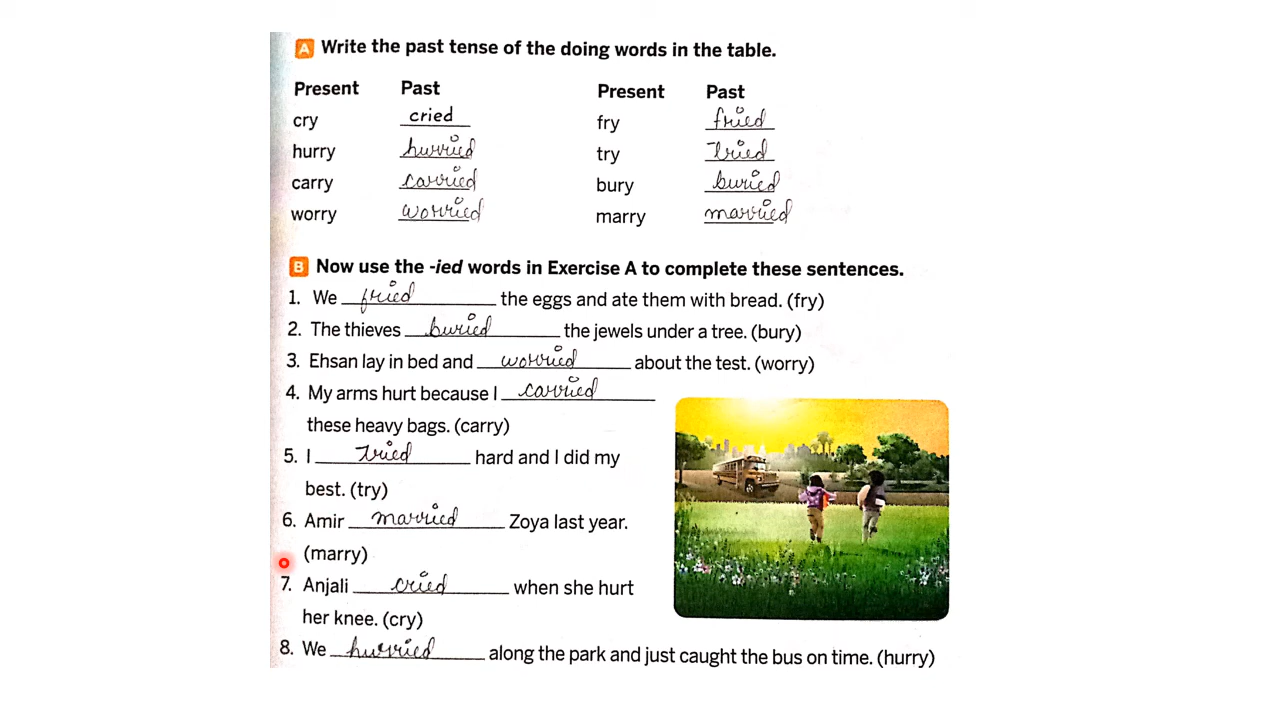 A Write the past tense of the doing words in the table.
Present Past Present Past
cry cried fry fried
hurry hurried try tried
carry carried bury buried
worry worried marry married
B Now use the -ied words in Exercise A to complete these sentences.
1. We fried the eggs and ate them with bread. (fry)
2. The thieves buried the jewels under a tree. (bury)
3. Ehsan lay in bed and worried about the test. (worry)
4. My arms hurt because I carried
these heavy bags. (carry)
5. I tried hard and I did my
best. (try)
6. Amir married Zoya last year.
(marry)
7. Anjali cried when she hurt
her knee. (cry)
8. We hurried along the park and just caught the bus on time. (hurry)